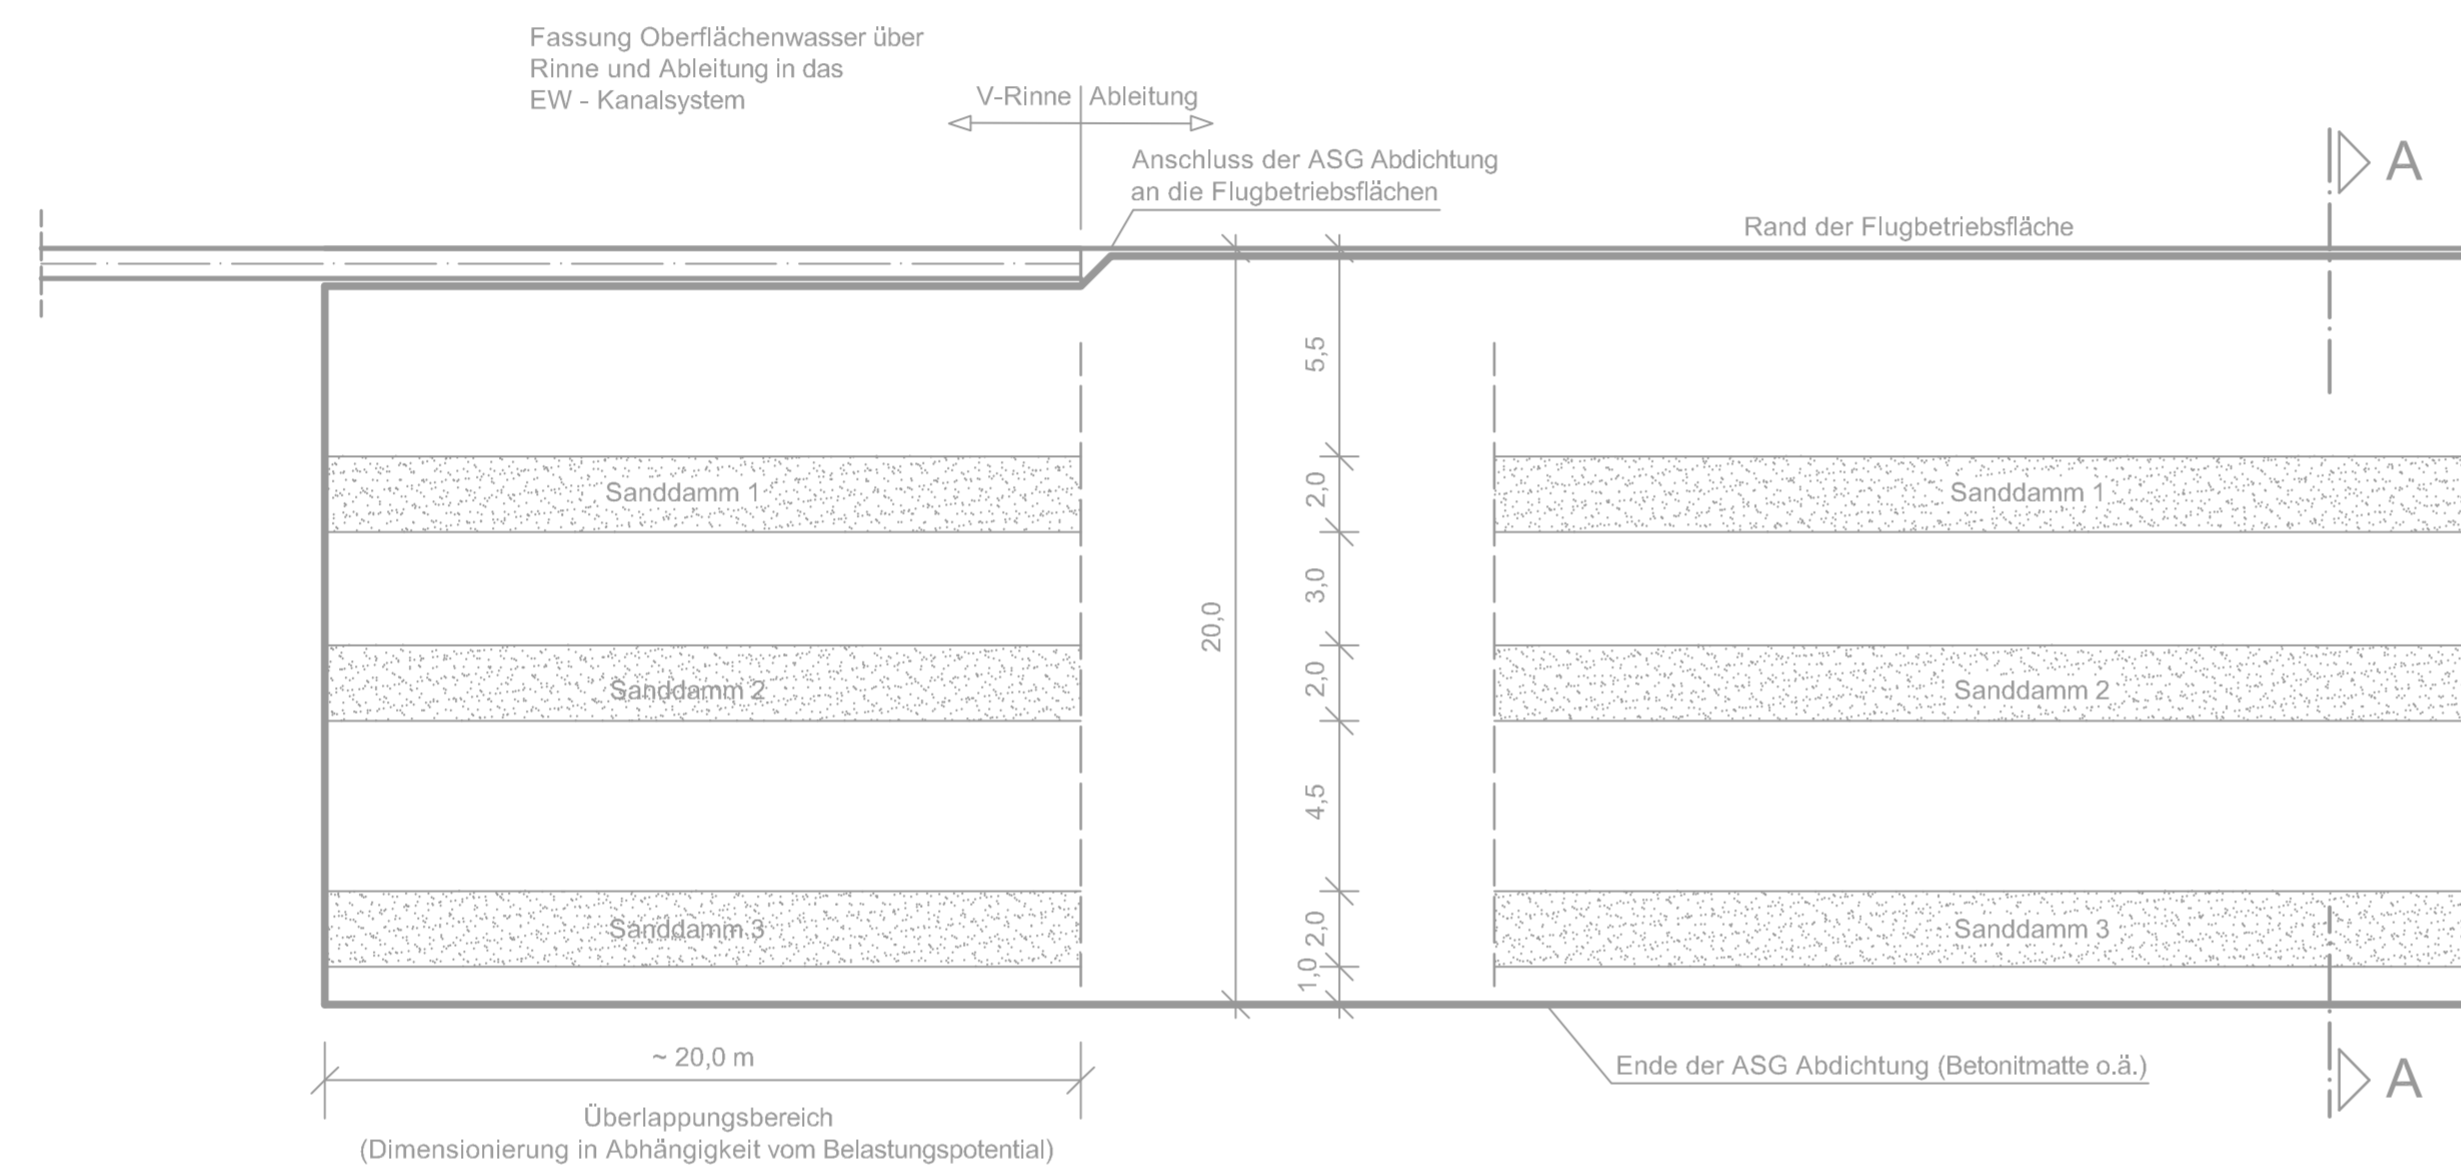 Fassung Oberflächenwasser über
Rinne und Ableitung in das
EW - Kanalsystem
V-Rinne
Ableitung
Anschluss der ASG Abdichtung
an die Flugbetriebsflächen
A
Rand der Flugbetriebsfläche
5,5
Sanddamm 1
2,0
Sanddamm 1
3,0
20,0
Sanddamm 2
2,0
Sanddamm 2
4,5
Sanddamm 3
2,0
Sanddamm 3
1,0
~ 20,0 m
Ende der ASG Abdichtung (Betonitmatte o.ä.)
A
Überlappungsbereich
(Dimensionierung in Abhängigkeit vom Belastungspotential)